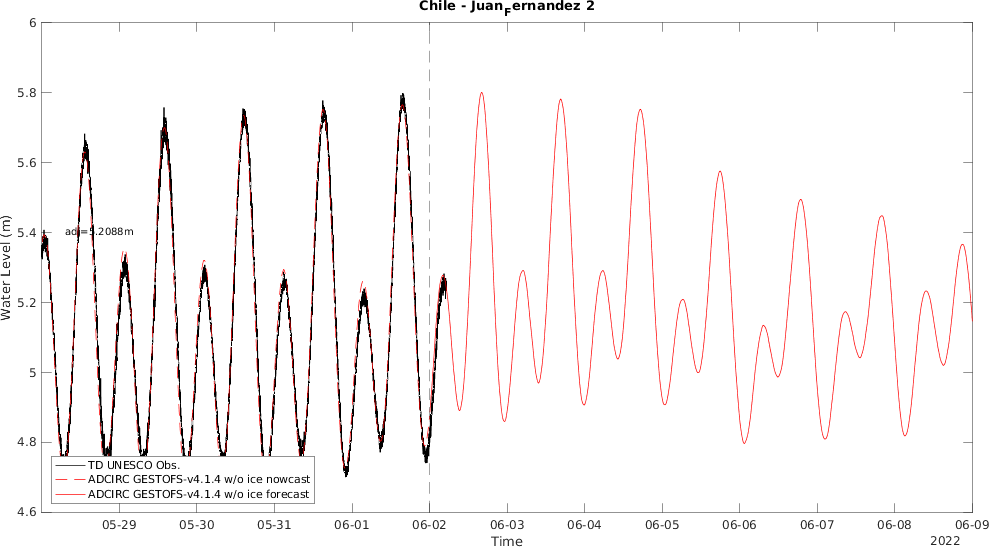 Chile - Juan_Fernandez 2
6
5.8
5.6
5.4
5.2
5
4.8
4.6
Water Level (m)
adj=5.2088m
TD UNESCO Obs.
ADCIRC GESTOFS-v4.1.4 w/o ice nowcast
ADCIRC GESTOFS-v4.1.4 w/o ice forecast
05-29 05-30 05-31 06-01 06-02 06-03 06-04 06-05 06-06 06-07 06-08 06-09
Time
2022